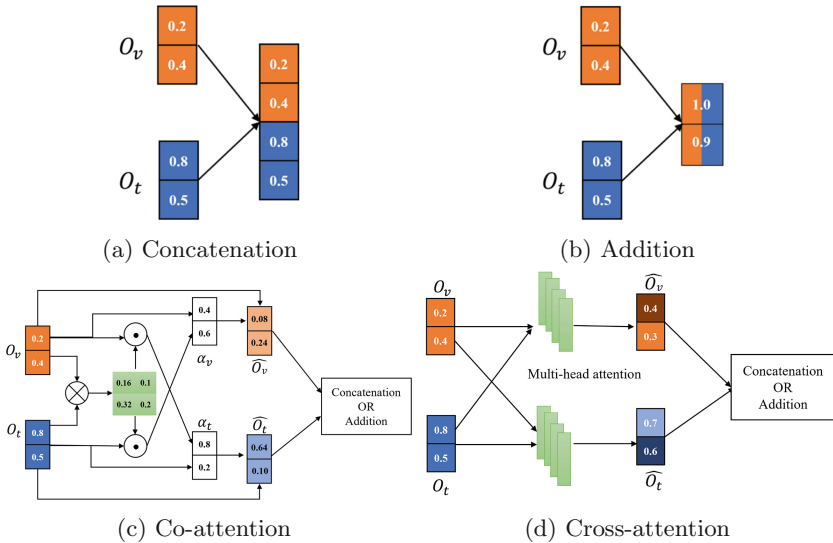 O_v
0.2
0.4
O_t
0.8
0.5
0.2
0.4
0.8
0.5
(a) Concatenation
O_v
0.2
0.4
O_t
0.8
0.5
1.0
0.9
(b) Addition
O_v
0.2
0.4
O_t
0.8
0.5
0.16 0.1
0.32 0.2
0.4
0.6
α_v
α_t
0.8
0.2
0.08
0.24
\widehat{O_v}
\widehat{O_t}
0.64
0.10
Concatenation
OR
Addition
(c) Co-attention
O_v
0.2
0.4
0.8
0.5
O_t
Multi-head attention
\widehat{O_v}
0.4
0.3
0.7
0.6
\widehat{O_t}
Concatenation
OR
Addition
(d) Cross-attention